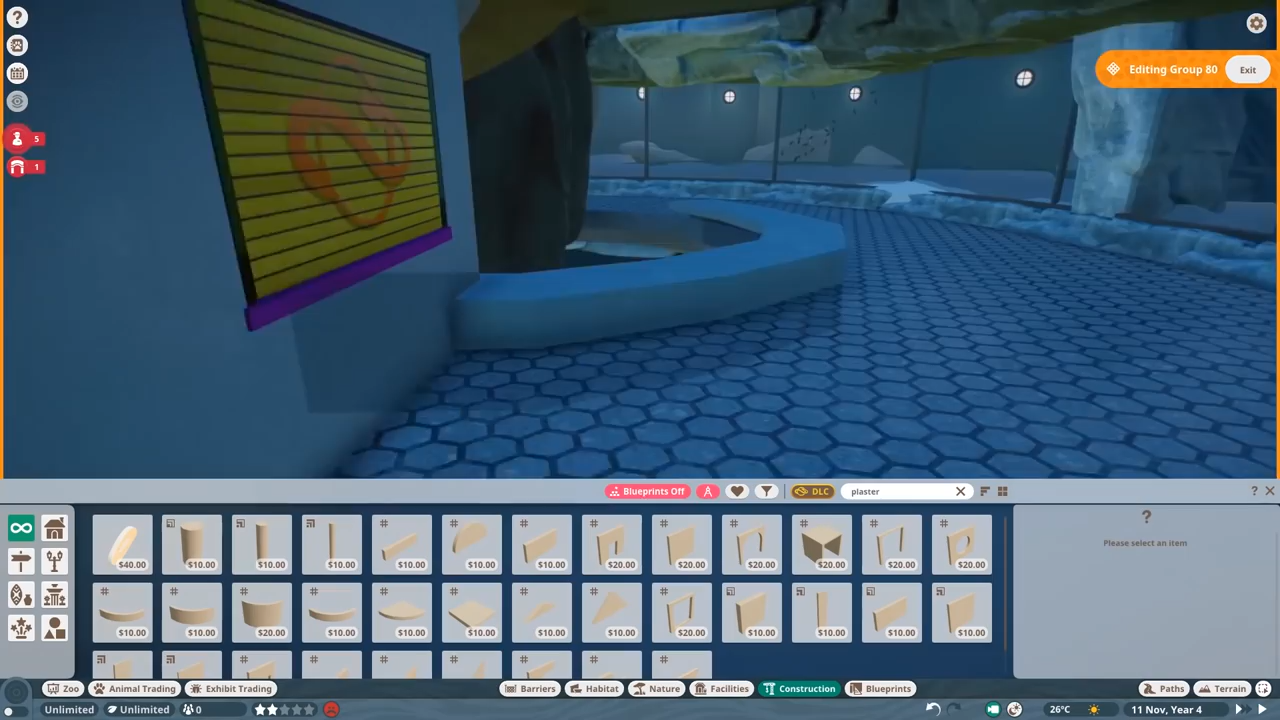 Editing Group 80
Exit
5
1
Blueprints Off
DLC
plaster
?
$40.00 $10.00 $10.00 $10.00 $10.00 $10.00 $10.00 $20.00 $20.00 $20.00 $20.00 $20.00 $20.00
?
Please select an item
$10.00 $10.00 $20.00 $10.00 $10.00 $10.00 $10.00 $10.00 $20.00 $10.00 $10.00 $10.00 $10.00
Zoo Animal Trading Exhibit Trading Barriers Habitat Nature Facilities Construction Blueprints Paths Terrain
Unlimited Unlimited 0 26°C 11 Nov, Year 4